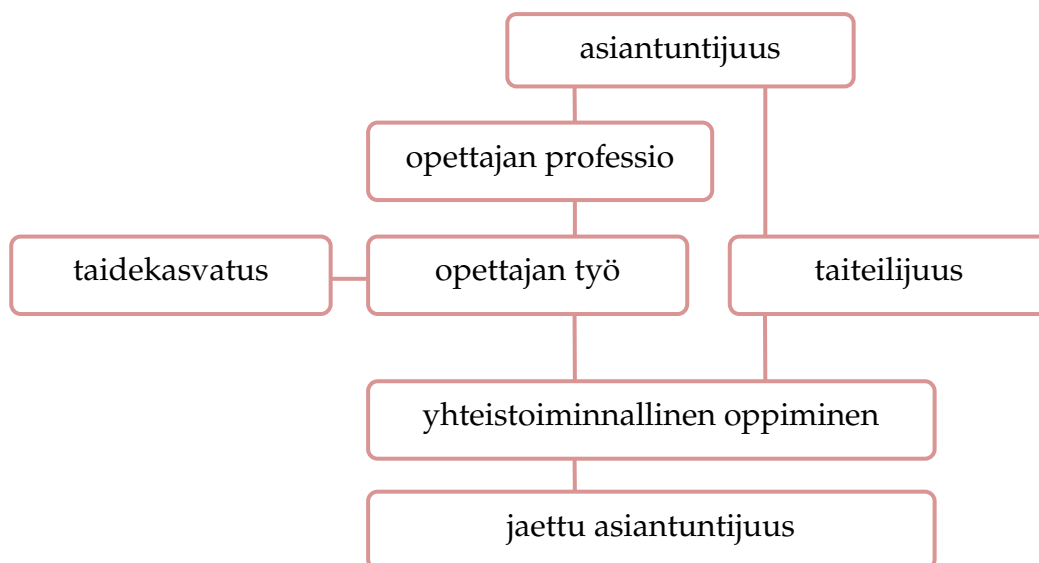 asiantuntijuus
opettajan professio
taidekasvatus
opettajan työ
taiteilijuus
yhteistoiminnallinen oppiminen
jaettu asiantuntijuus